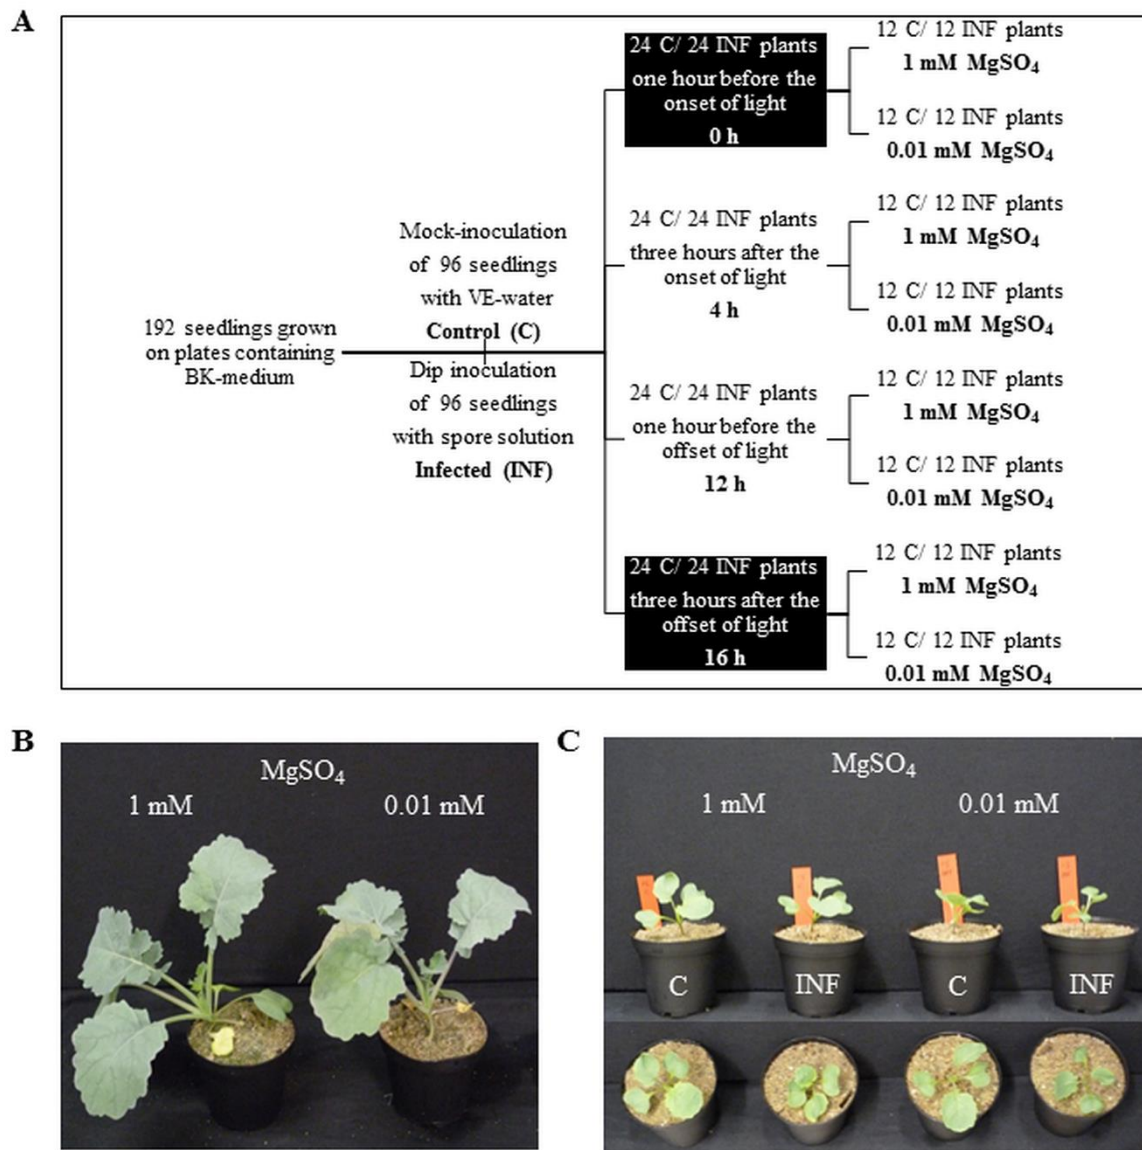 A
192 seedlings grown
on plates containing
BK-medium
Mock-inoculation
of 96 seedlings
with VE-water
Control (C)
Dip inoculation
of 96 seedlings
with spore solution
Infected (INF)
24 C/ 24 INF plants
one hour before the
onset of light
0 h
12 C/ 12 INF plants
1 mM MgSO₄
12 C/ 12 INF plants
0.01 mM MgSO₄
24 C/ 24 INF plants
three hours after the
onset of light
4 h
12 C/ 12 INF plants
1 mM MgSO₄
12 C/ 12 INF plants
0.01 mM MgSO₄
24 C/ 24 INF plants
one hour before the
offset of light
12 h
12 C/ 12 INF plants
1 mM MgSO₄
12 C/ 12 INF plants
0.01 mM MgSO₄
24 C/ 24 INF plants
three hours after the
offset of light
16 h
12 C/ 12 INF plants
1 mM MgSO₄
12 C/ 12 INF plants
0.01 mM MgSO₄
B
MgSO₄
1 mM 0.01 mM
C
MgSO₄
1 mM 0.01 mM
C INF C INF